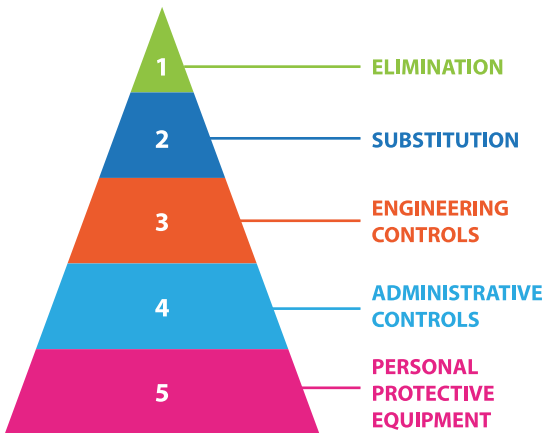 1
ELIMINATION
2
SUBSTITUTION
3
ENGINEERING
CONTROLS
4
ADMINISTRATIVE
CONTROLS
5
PERSONAL
PROTECTIVE
EQUIPMENT